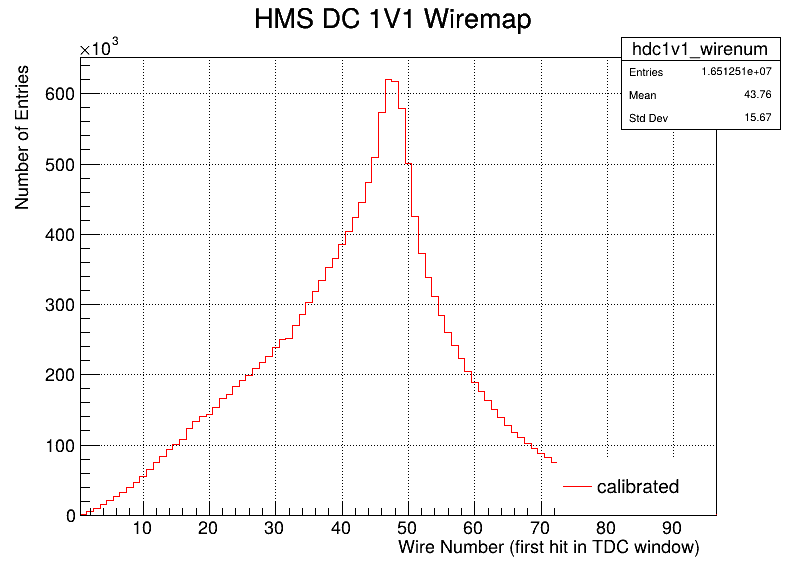 HMS DC 1V1 Wiremap
×10³
hdc1v1_wirenum
Entries 1.651251e+07
Mean 43.76
Std Dev 15.67
Number of Entries
600
500
400
300
200
100
0
calibrated
10 20 30 40 50 60 70 80 90
Wire Number (first hit in TDC window)